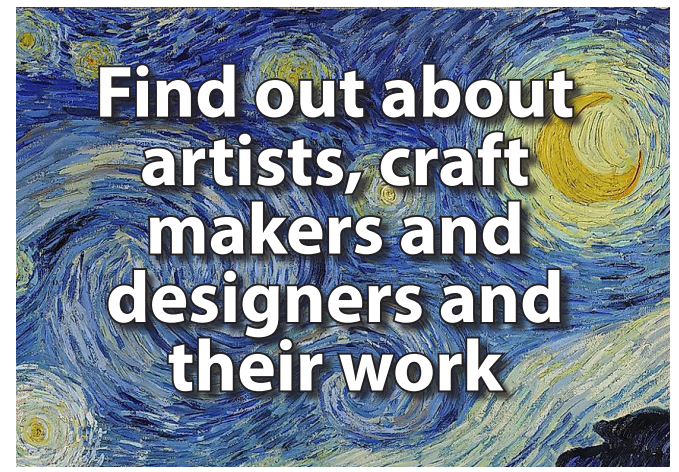 Find out about
artists, craft
makers and
designers and
their work